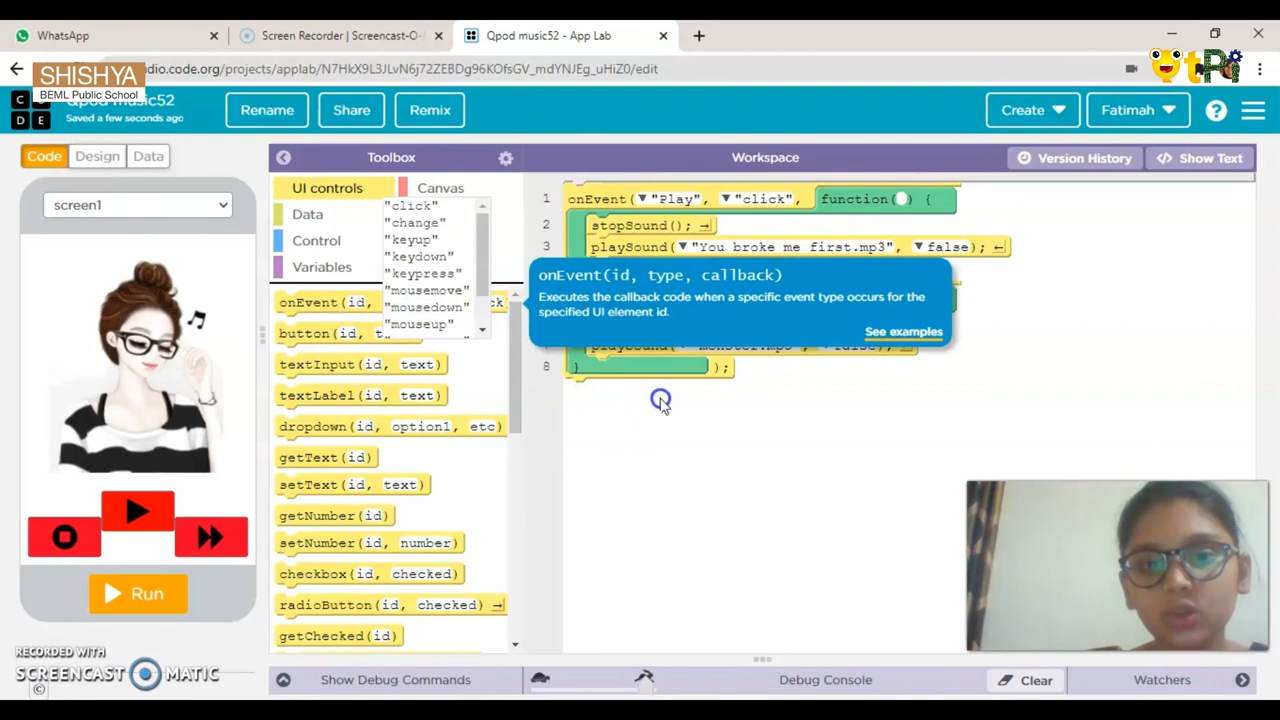 WhatsApp
Screen Recorder | Screencast-O-
Qpod music52 - App Lab
SHISHYA
BEML Public School
dio.code.org/projects/applab/N7HkX9L3JLvN6j72ZEBDg96KOfsGV_mdYNJEg_uHiZ0/edit
tPi
CODE
Qpod music52
Saved a few seconds ago
Rename
Share
Remix
Create
Fatimah
?
Code
Design
Data
Toolbox
Workspace
Version History
Show Text
screen1
UI controls
Canvas
Data
Control
Variables
"click"
"change"
"keyup"
"keydown"
"keypress"
"mousemove"
"mousedown"
"mouseup"
onEvent(id,
button(id,
textInput(id, text)
textLabel(id, text)
dropdown(id, option1, etc)
getText(id)
setText(id, text)
getNumber(id)
setNumber(id, number)
checkbox(id, checked)
radioButton(id, checked)
getChecked(id)
1 onEvent("Play", "click", function() {
2 stopSound();
3 playSound("You broke me first.mp3", false);
onEvent(id, type, callback)
Executes the callback code when a specific event type occurs for the
specified UI element id.
See examples
8 } );
Run
RECORDED WITH
SCREENCAST MATIC
Show Debug Commands
Debug Console
Clear
Watchers